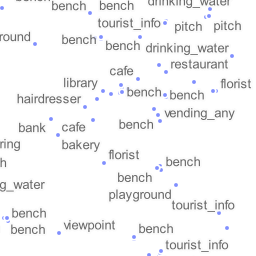 bench bench
drinking_water
tourist_info
pitch pitch
round
bench
bench
drinking_water
restaurant
cafe
library
florist
bench
bench
hairdresser
vending_any
bank cafe
bench
ring
bakery
florist
bench
h
bench
g_water
playground
tourist_info
bench
bench
viewpoint
bench
tourist_info